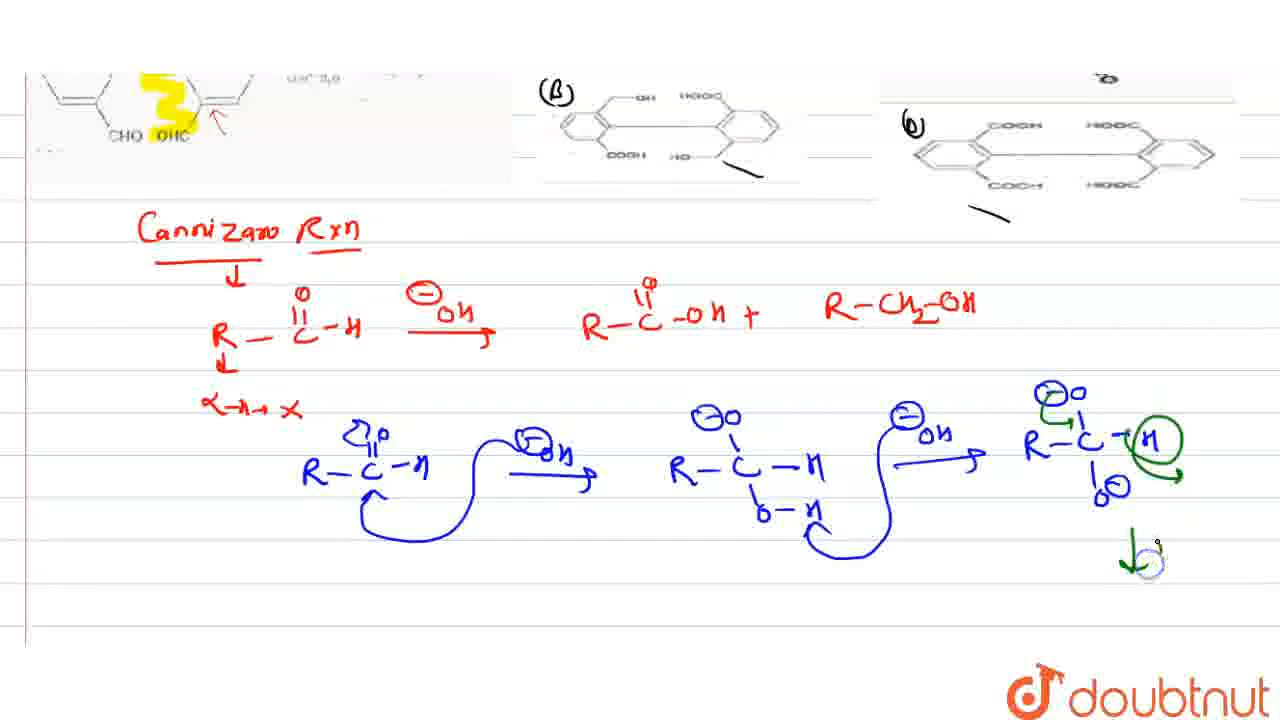 (B)
OH HOOC
COOH HO
(D)
COOH HOOC
COOH HOOC
CHO OHC
Cannizaro Rxn
R - C - H
O
⊖OH
R - C - OH + R - CH2 - OH
O
α-H → X
R - C - H
O
⊖OH
⊖O
R - C - H
O - H
⊖OH
⊖O
R - C - H
O⊖
doubtnut